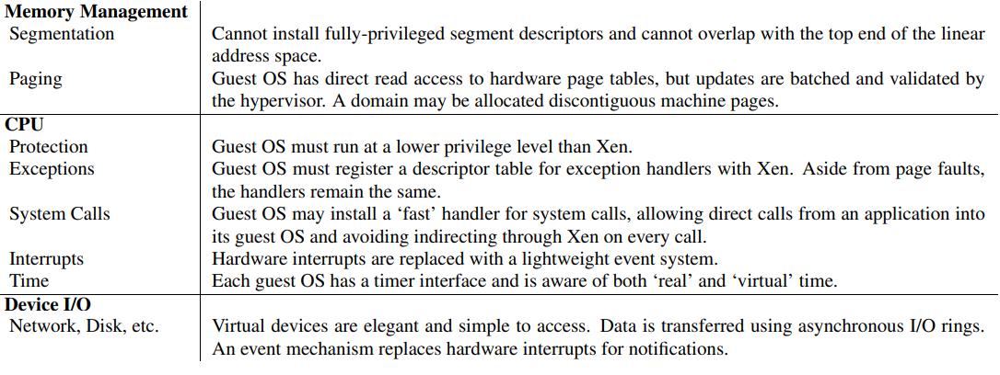 Memory Management
Segmentation Cannot install fully-privileged segment descriptors and cannot overlap with the top end of the linear
address space.
Paging Guest OS has direct read access to hardware page tables, but updates are batched and validated by
the hypervisor. A domain may be allocated discontiguous machine pages.
CPU
Protection Guest OS must run at a lower privilege level than Xen.
Exceptions Guest OS must register a descriptor table for exception handlers with Xen. Aside from page faults,
the handlers remain the same.
System Calls Guest OS may install a ‘fast’ handler for system calls, allowing direct calls from an application into
its guest OS and avoiding indirecting through Xen on every call.
Interrupts Hardware interrupts are replaced with a lightweight event system.
Time Each guest OS has a timer interface and is aware of both ‘real’ and ‘virtual’ time.
Device I/O
Network, Disk, etc. Virtual devices are elegant and simple to access. Data is transferred using asynchronous I/O rings.
An event mechanism replaces hardware interrupts for notifications.